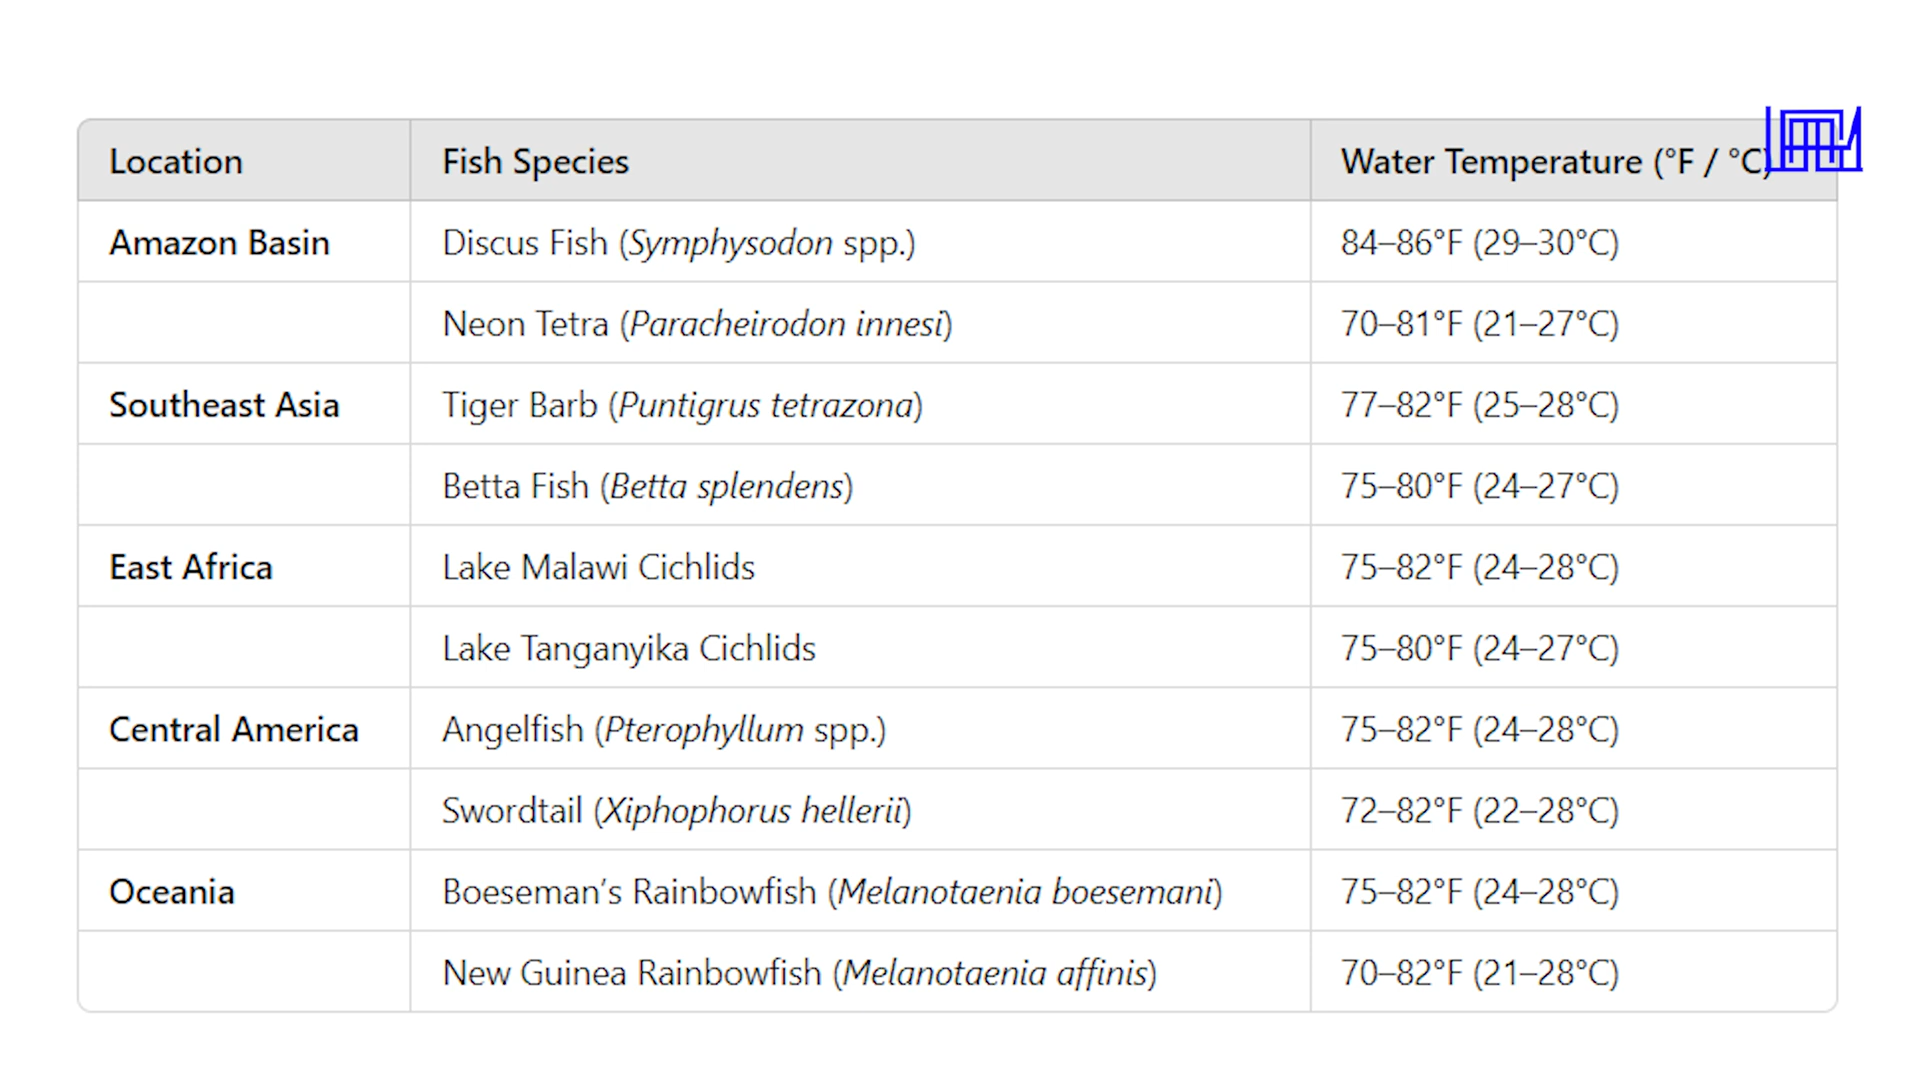 Location Fish Species Water Temperature (°F / °C)
Amazon Basin Discus Fish (Symphysodon spp.) 84–86°F (29–30°C)
Neon Tetra (Paracheirodon innesi) 70–81°F (21–27°C)
Southeast Asia Tiger Barb (Puntigrus tetrazona) 77–82°F (25–28°C)
Betta Fish (Betta splendens) 75–80°F (24–27°C)
East Africa Lake Malawi Cichlids 75–82°F (24–28°C)
Lake Tanganyika Cichlids 75–80°F (24–27°C)
Central America Angelfish (Pterophyllum spp.) 75–82°F (24–28°C)
Swordtail (Xiphophorus hellerii) 72–82°F (22–28°C)
Oceania Boeseman’s Rainbowfish (Melanotaenia boesemani) 75–82°F (24–28°C)
New Guinea Rainbowfish (Melanotaenia affinis) 70–82°F (21–28°C)